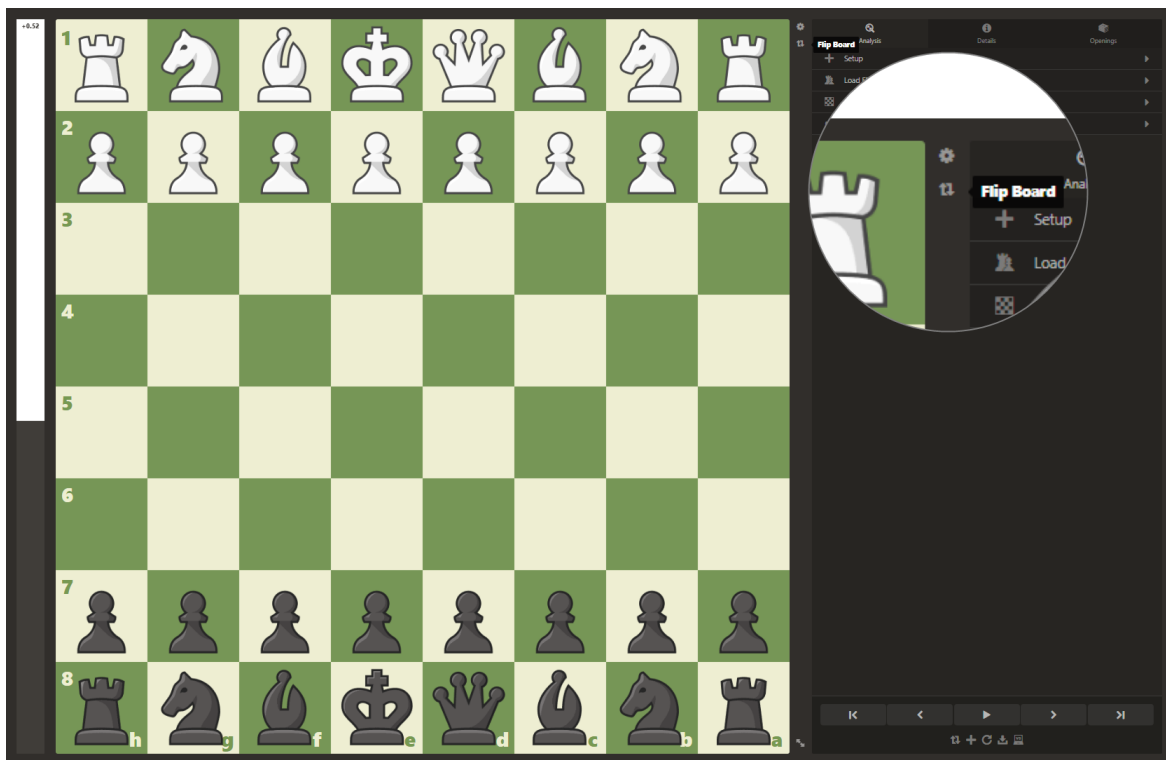 +0.52
1
2
3
4
5
6
7
8
h g f e d c b a
Analysis
Details
Openings
Flip Board
Setup
Load
Flip Board
Ana
Setup
Load